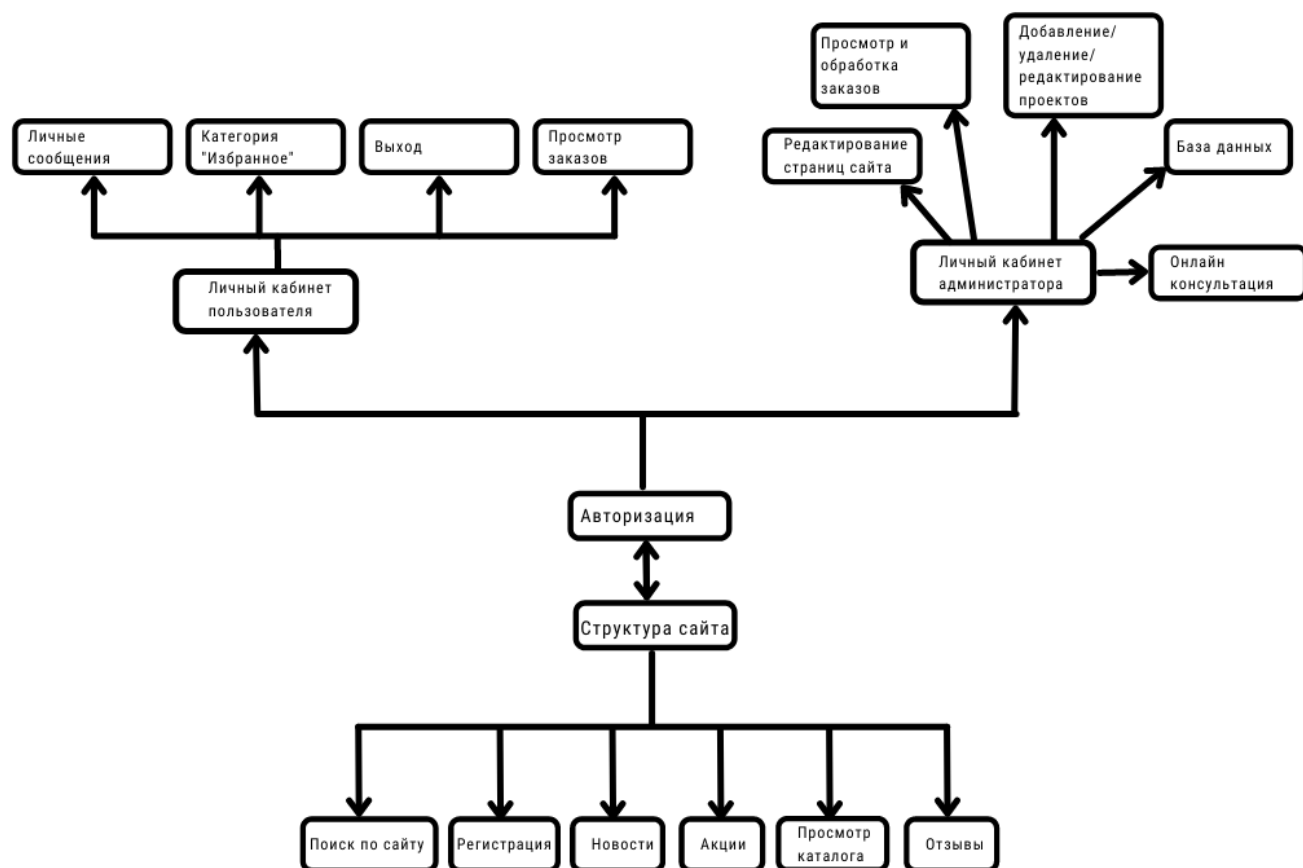 Просмотр и
обработка
заказов
Добавление/
удаление/
редактирование
проектов
Личные
сообщения
Категория
"Избранное"
Выход
Просмотр
заказов
Редактирование
страниц сайта
База данных
Личный кабинет
пользователя
Личный кабинет
администратора
Онлайн
консультация
Авторизация
Структура сайта
Поиск по сайту
Регистрация
Новости
Акции
Просмотр
каталога
Отзывы